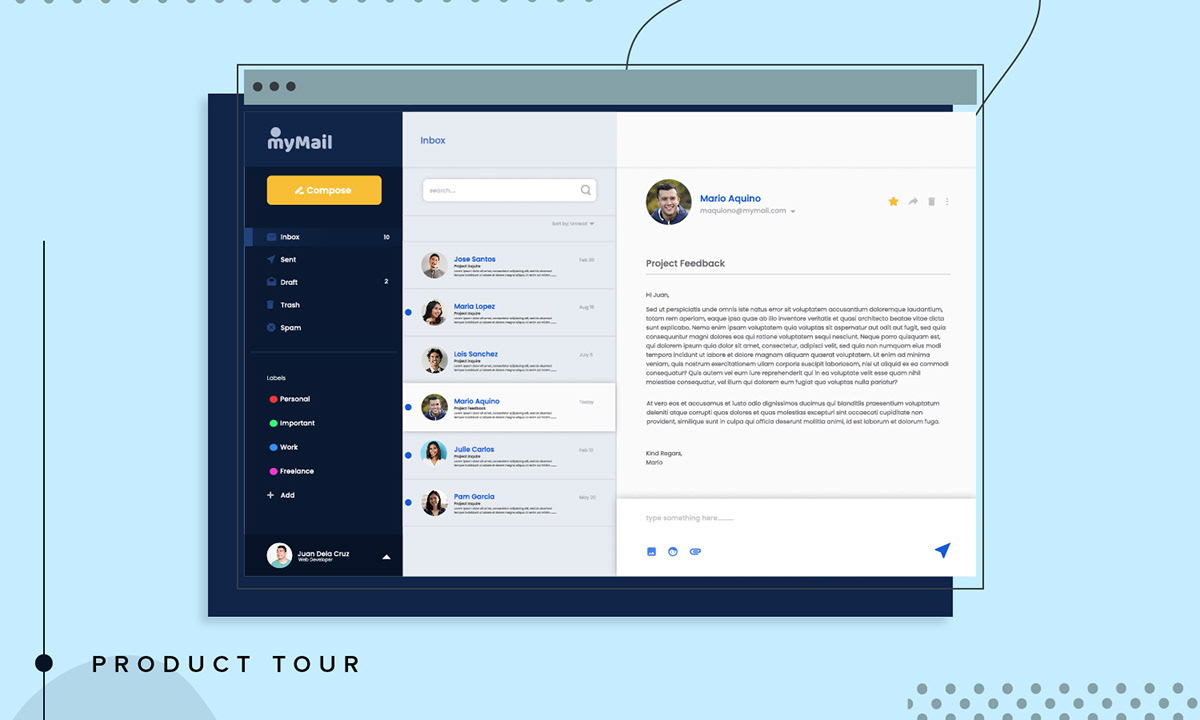 myMail
Compose
Inbox 10
Sent
Draft 2
Trash
Spam
Labels
Personal
Important
Work
Freelance
Add
Juan Dela Cruz
Web Developer
Inbox
search...
Sort by: Unread
Jose Santos
Project Inquire
Feb 20
Maria Lopez
Project Inquire
Aug 18
Lois Sanchez
Project Inquire
July 5
Mario Aquino
Project Feedback
Today
Julie Carlos
Project Inquire
Pam Garcia
Project Inquire
May 20
Mario Aquino
maquiono@mymail.com
Project Feedback
Hi Juan,
Sed ut perspiciatis unde omnis iste natus error sit voluptatem accusantium doloremque laudantium,
totam rem aperiam, eaque ipsa quae ab illo inventore veritatis et quasi architecto beatae vitae dicta
sunt explicabo. Nemo enim ipsam voluptatem quia voluptas sit aspernatur aut odit aut fugit, sed quia
consequuntur magni dolores eos qui ratione voluptatem sequi nesciunt. Neque porro quisquam est,
qui dolorem ipsum quia dolor sit amet, consectetur, adipisci velit, sed quia non numquam eius modi
tempora incidunt ut labore et dolore magnam aliquam quaerat voluptatem. Ut enim ad minima
veniam, quis nostrum exercitationem ullam corporis suscipit laboriosam, nisi ut aliquid ex ea commodi
consequatur? Quis autem vel eum iure reprehenderit qui in ea voluptate velit esse quam nihil
molestiae consequatur, vel illum qui dolorem eum fugiat quo voluptas nulla pariatur?
At vero eos et accusamus et iusto odio dignissimos ducimus qui blanditiis praesentium voluptatum
deleniti atque corrupti quos dolores et quas molestias excepturi sint occaecati cupiditate non
provident, similique sunt in culpa qui officia deserunt mollitia animi, id est laborum et dolorum fuga.
Kind Regars,
Mario
type something here.........
PRODUCT TOUR